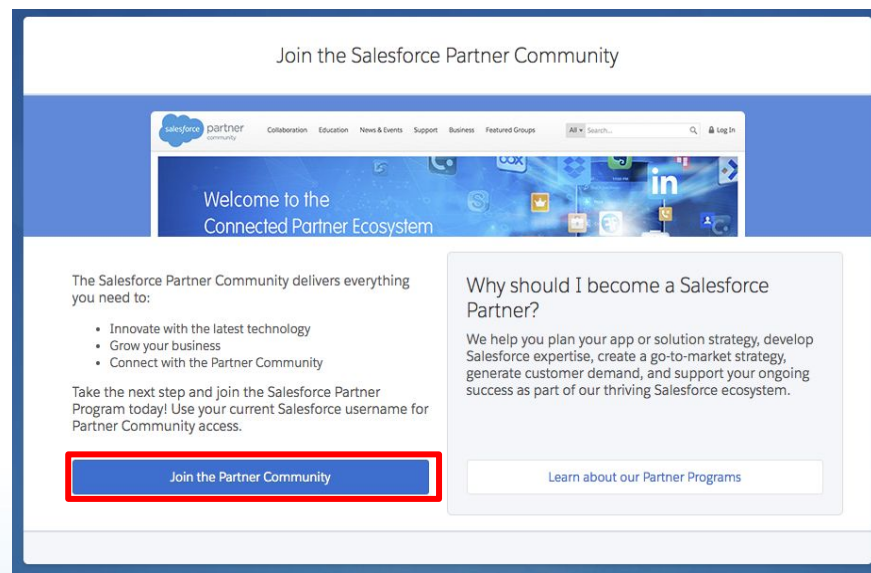 Join the Salesforce Partner Community
salesforce partner community
Collaboration Education News & Events Support Business Featured Groups All Search... Log In
Welcome to the
Connected Partner Ecosystem
box
in
The Salesforce Partner Community delivers everything
you need to:
• Innovate with the latest technology
• Grow your business
• Connect with the Partner Community
Take the next step and join the Salesforce Partner
Program today! Use your current Salesforce username for
Partner Community access.
Join the Partner Community
Why should I become a Salesforce
Partner?
We help you plan your app or solution strategy, develop
Salesforce expertise, create a go-to-market strategy,
generate customer demand, and support your ongoing
success as part of our thriving Salesforce ecosystem.
Learn about our Partner Programs